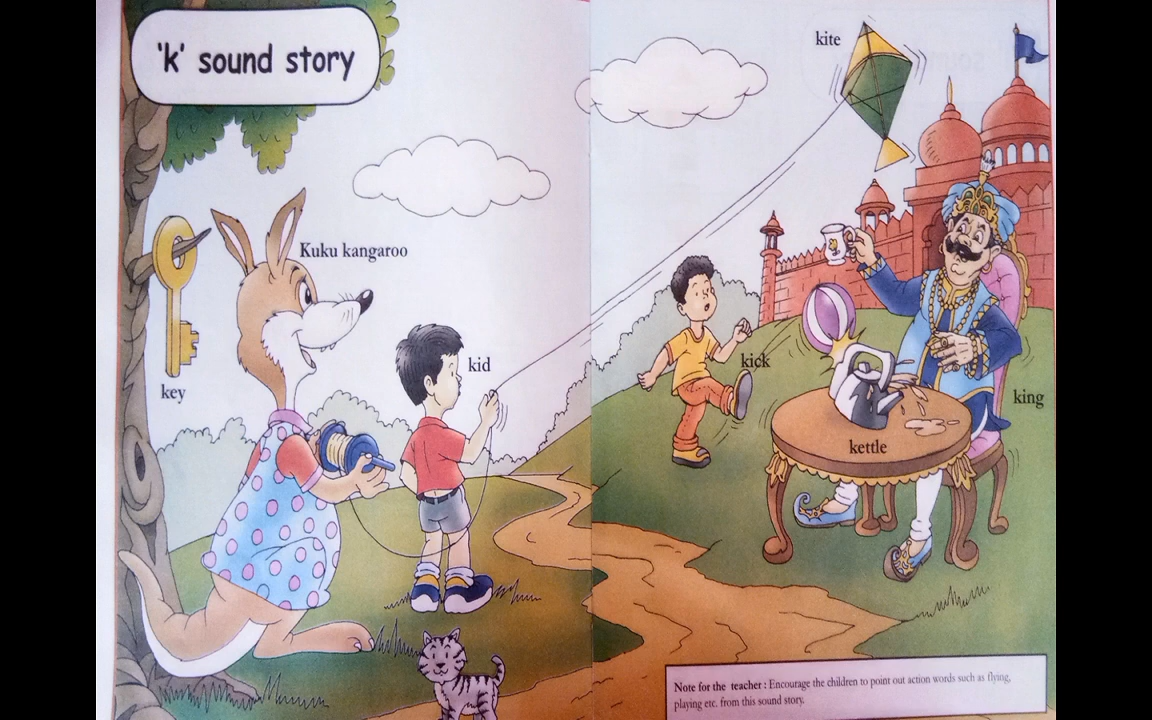 'k' sound story
kite
Kuku kangaroo
kid
key
kick
king
kettle
Note for the teacher : Encourage the children to point out action words such as flying,
playing etc. from this sound story.